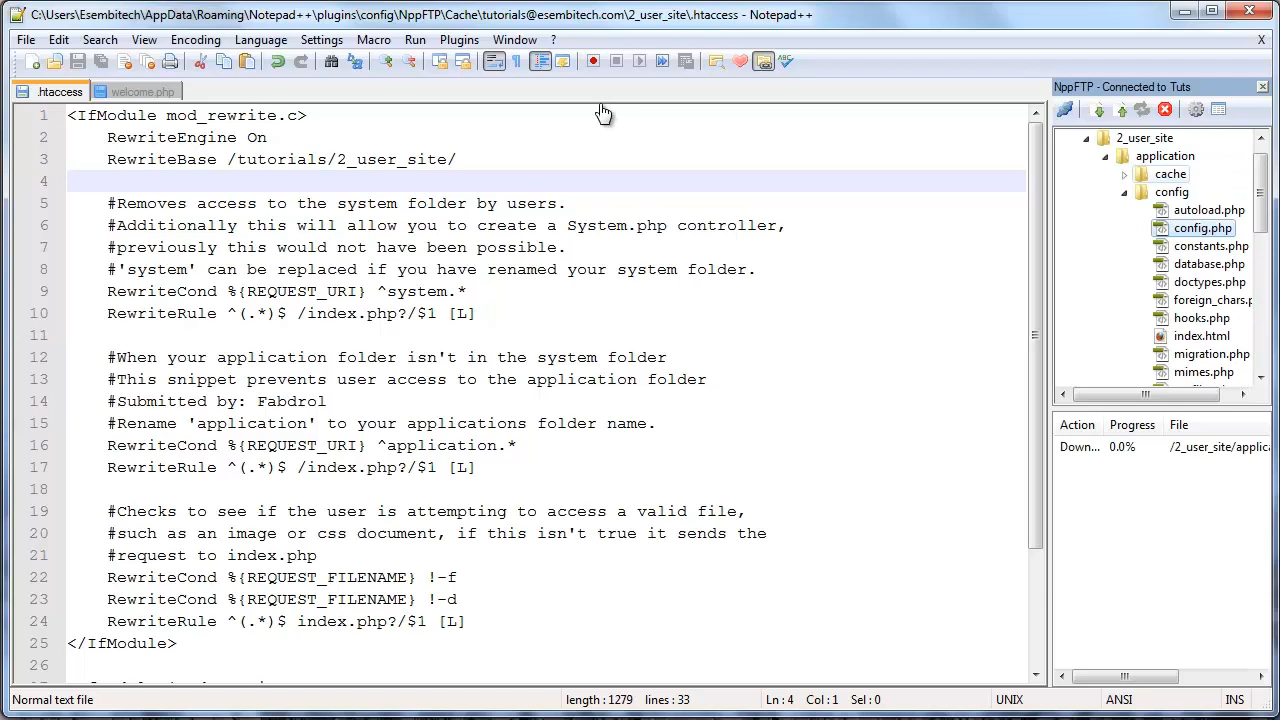 C:\Users\Esembitech\AppData\Roaming\Notepad++\plugins\config\NppFTP\Cache\tutorials@esembitech.com\2_user_site\.htaccess - Notepad++
File Edit Search View Encoding Language Settings Macro Run Plugins Window ? X
.htaccess welcome.php
1 <IfModule mod_rewrite.c>
2 RewriteEngine On
3 RewriteBase /tutorials/2_user_site/
4
5 #Removes access to the system folder by users.
6 #Additionally this will allow you to create a System.php controller,
7 #previously this would not have been possible.
8 #'system' can be replaced if you have renamed your system folder.
9 RewriteCond %{REQUEST_URI} ^system.*
10 RewriteRule ^(.*)$ /index.php?/$1 [L]
11
12 #When your application folder isn't in the system folder
13 #This snippet prevents user access to the application folder
14 #Submitted by: Fabdrol
15 #Rename 'application' to your applications folder name.
16 RewriteCond %{REQUEST_URI} ^application.*
17 RewriteRule ^(.*)$ /index.php?/$1 [L]
18
19 #Checks to see if the user is attempting to access a valid file,
20 #such as an image or css document, if this isn't true it sends the
21 #request to index.php
22 RewriteCond %{REQUEST_FILENAME} !-f
23 RewriteCond %{REQUEST_FILENAME} !-d
24 RewriteRule ^(.*)$ index.php?/$1 [L]
25 </IfModule>
26
NppFTP - Connected to Tuts
2_user_site
application
cache
config
autoload.php
config.php
constants.php
database.php
doctypes.php
foreign_chars.p
hooks.php
index.html
migration.php
mimes.php
Action Progress File
Down... 0.0% /2_user_site/applic
Normal text file length : 1279 lines : 33 Ln : 4 Col : 1 Sel : 0 UNIX ANSI INS